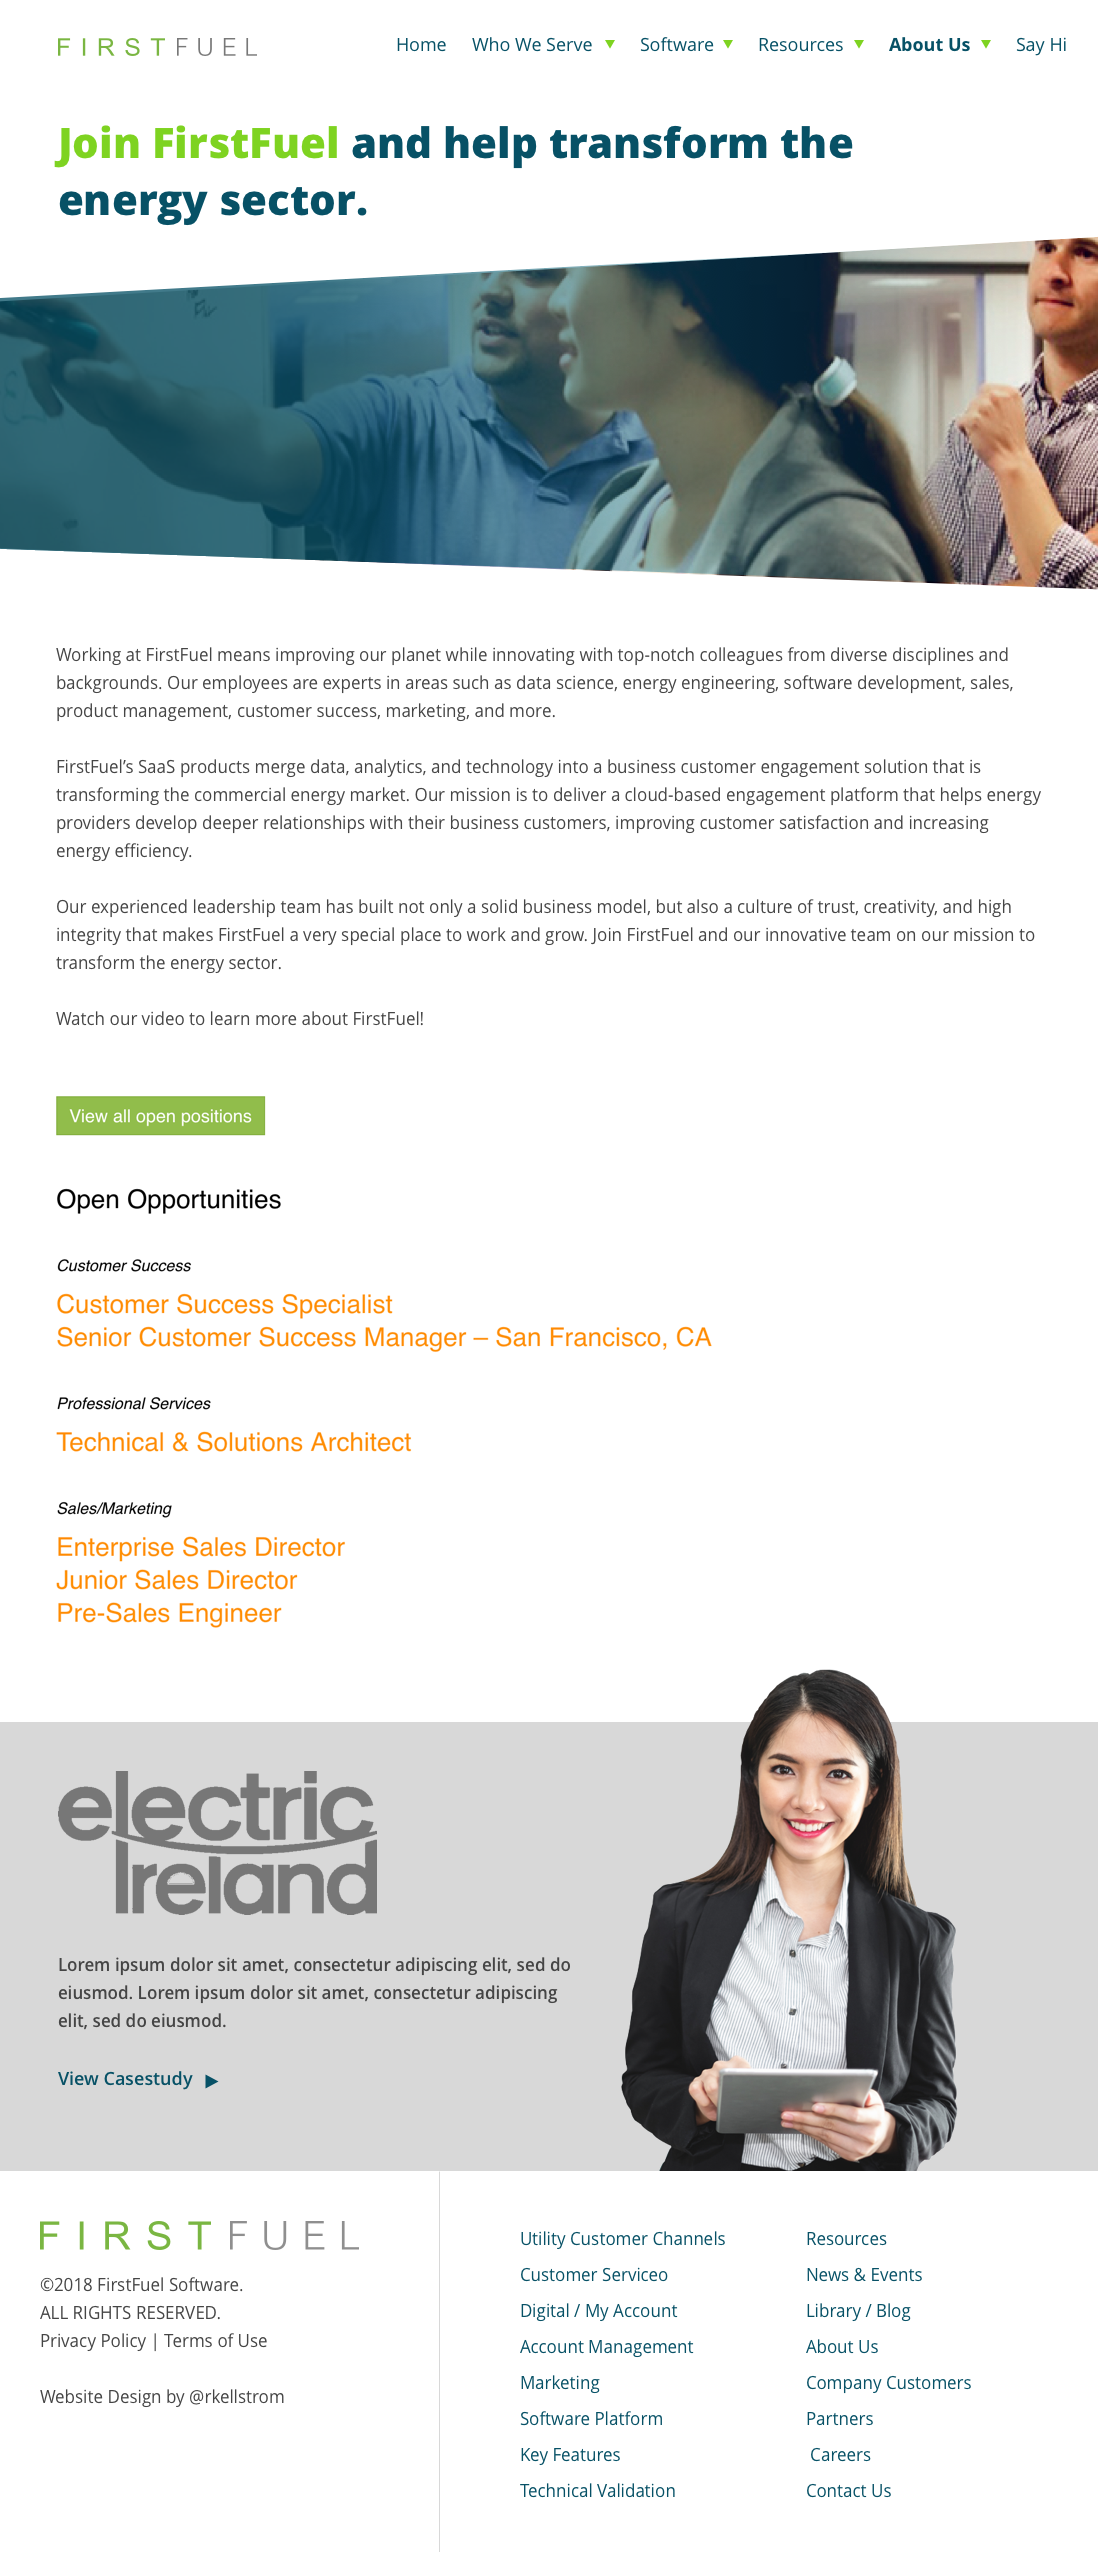 FIRSTFUEL
Home Who We Serve Software Resources About Us Say Hi
Join FirstFuel and help transform the
energy sector.
Working at FirstFuel means improving our planet while innovating with top-notch colleagues from diverse disciplines and
backgrounds. Our employees are experts in areas such as data science, energy engineering, software development, sales,
product management, customer success, marketing, and more.
FirstFuel’s SaaS products merge data, analytics, and technology into a business customer engagement solution that is
transforming the commercial energy market. Our mission is to deliver a cloud-based engagement platform that helps energy
providers develop deeper relationships with their business customers, improving customer satisfaction and increasing
energy efficiency.
Our experienced leadership team has built not only a solid business model, but also a culture of trust, creativity, and high
integrity that makes FirstFuel a very special place to work and grow. Join FirstFuel and our innovative team on our mission to
transform the energy sector.
Watch our video to learn more about FirstFuel!
View all open positions
Open Opportunities
Customer Success
Customer Success Specialist
Senior Customer Success Manager – San Francisco, CA
Professional Services
Technical & Solutions Architect
Sales/Marketing
Enterprise Sales Director
Junior Sales Director
Pre-Sales Engineer
electric
Ireland
Lorem ipsum dolor sit amet, consectetur adipiscing elit, sed do
eiusmod. Lorem ipsum dolor sit amet, consectetur adipiscing
elit, sed do eiusmod.
View Casestudy
FIRSTFUEL
©2018 FirstFuel Software.
ALL RIGHTS RESERVED.
Privacy Policy | Terms of Use
Website Design by @rkellstrom
Utility Customer Channels
Customer Serviceo
Digital / My Account
Account Management
Marketing
Software Platform
Key Features
Technical Validation
Resources
News & Events
Library / Blog
About Us
Company Customers
Partners
Careers
Contact Us